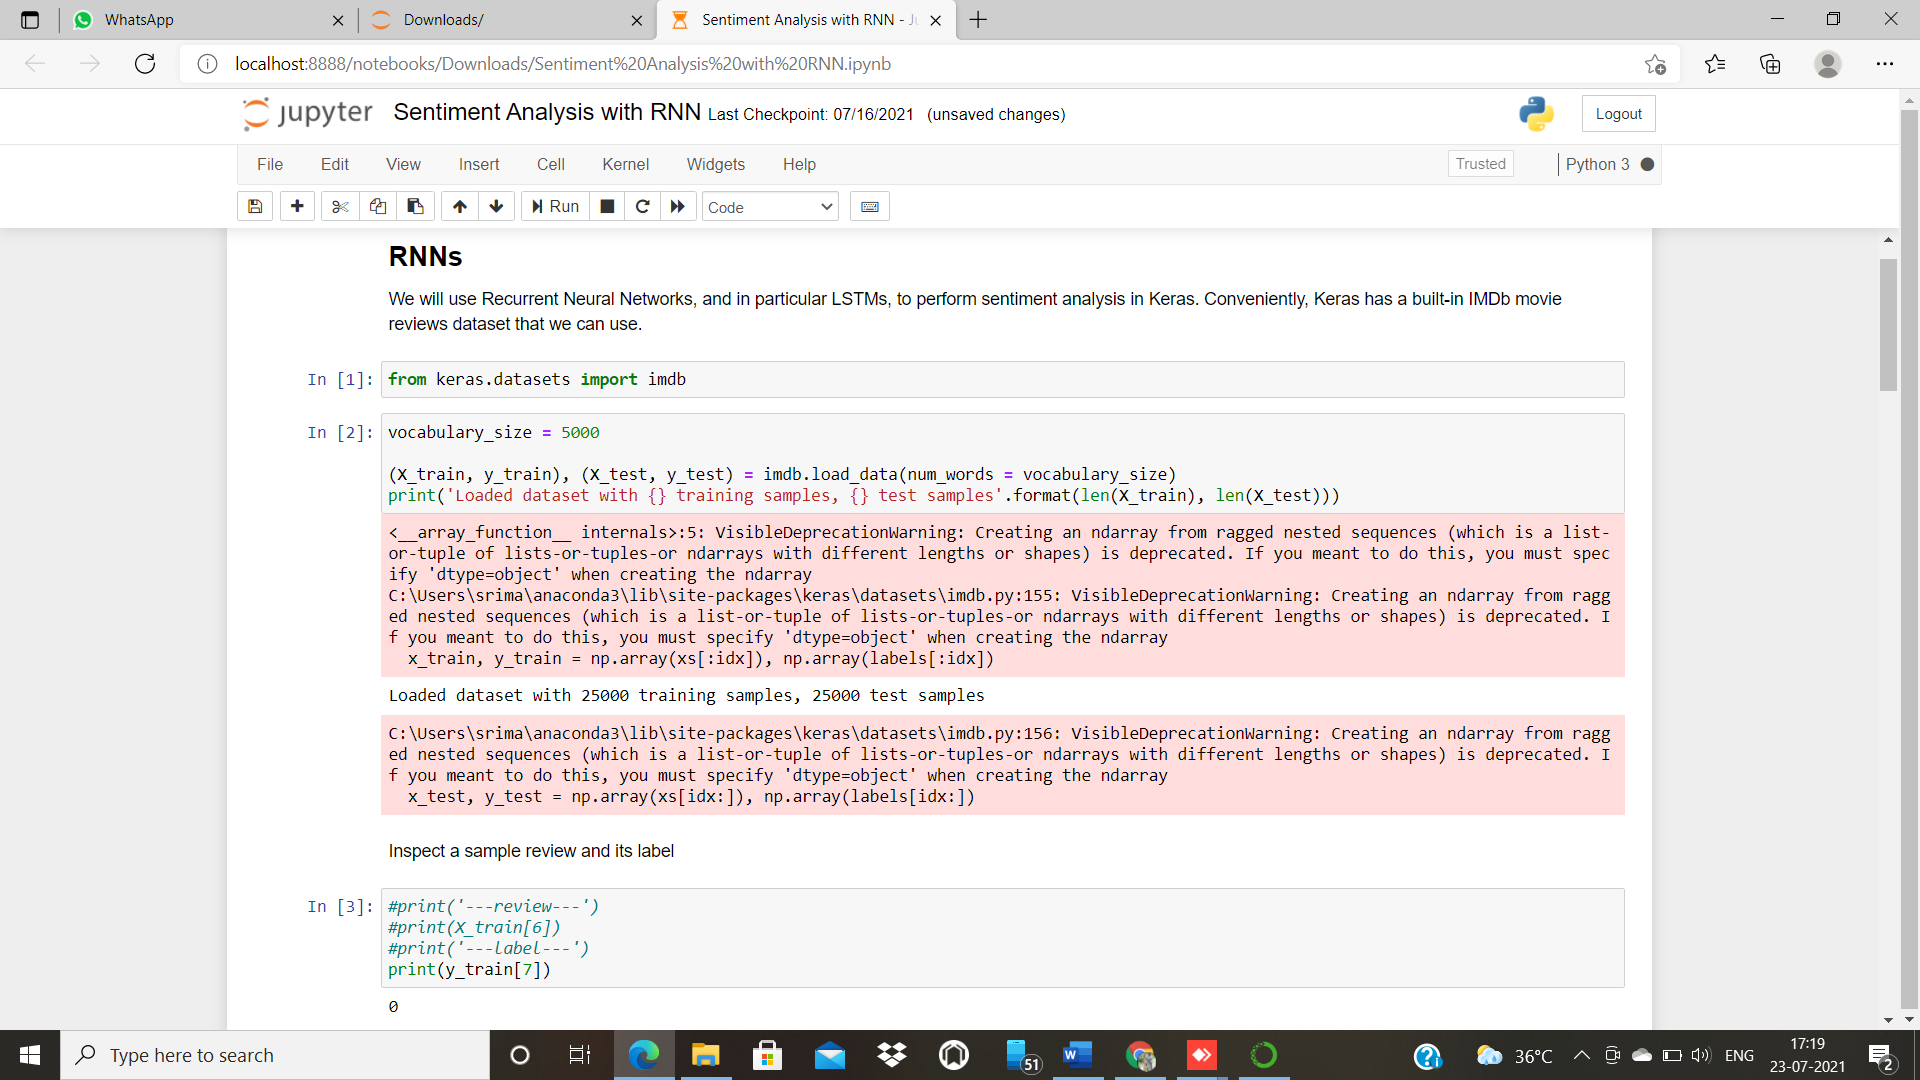 WhatsApp
Downloads/
Sentiment Analysis with RNN - Ju
localhost:8888/notebooks/Downloads/Sentiment%20Analysis%20with%20RNN.ipynb
jupyter Sentiment Analysis with RNN Last Checkpoint: 07/16/2021 (unsaved changes)
Logout
File Edit View Insert Cell Kernel Widgets Help
Trusted
Python 3
Run
Code
RNNs
We will use Recurrent Neural Networks, and in particular LSTMs, to perform sentiment analysis in Keras. Conveniently, Keras has a built-in IMDb movie
reviews dataset that we can use.
In [1]: from keras.datasets import imdb
In [2]: vocabulary_size = 5000
(X_train, y_train), (X_test, y_test) = imdb.load_data(num_words = vocabulary_size)
print('Loaded dataset with {} training samples, {} test samples'.format(len(X_train), len(X_test)))
<__array_function__ internals>:5: VisibleDeprecationWarning: Creating an ndarray from ragged nested sequences (which is a list-
or-tuple of lists-or-tuples-or ndarrays with different lengths or shapes) is deprecated. If you meant to do this, you must spec
ify 'dtype=object' when creating the ndarray
C:\Users\srima\anaconda3\lib\site-packages\keras\datasets\imdb.py:155: VisibleDeprecationWarning: Creating an ndarray from ragg
ed nested sequences (which is a list-or-tuple of lists-or-tuples-or ndarrays with different lengths or shapes) is deprecated. I
f you meant to do this, you must specify 'dtype=object' when creating the ndarray
x_train, y_train = np.array(xs[:idx]), np.array(labels[:idx])
Loaded dataset with 25000 training samples, 25000 test samples
C:\Users\srima\anaconda3\lib\site-packages\keras\datasets\imdb.py:156: VisibleDeprecationWarning: Creating an ndarray from ragg
ed nested sequences (which is a list-or-tuple of lists-or-tuples-or ndarrays with different lengths or shapes) is deprecated. I
f you meant to do this, you must specify 'dtype=object' when creating the ndarray
x_test, y_test = np.array(xs[idx:]), np.array(labels[idx:])
Inspect a sample review and its label
In [3]: #print('---review---')
#print(X_train[6])
#print('---label---')
print(y_train[7])
0
Type here to search
51
36°C
ENG
17:19
23-07-2021
2